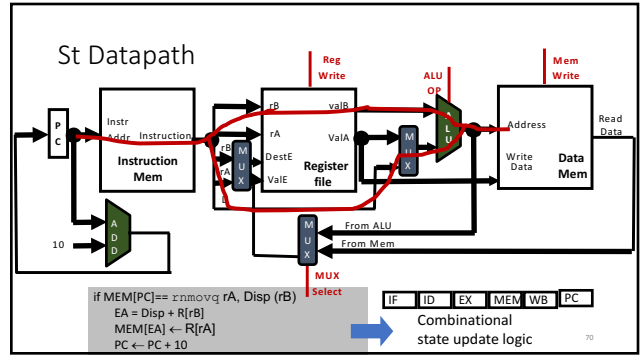 St Datapath
Reg
Write
ALU
OP
Mem
Write
P
C
Instr
Addr
Instruction
Instruction
Mem
rB
rA
rB
rA
M
U
X
DestE
ValE
valB
ValA
Register
file
M
U
X
A
L
U
Address
Write
Data
Data
Mem
Read
Data
A
D
D
10
M
U
X
From ALU
From Mem
MUX
Select
if MEM[PC]== rnmovq rA, Disp (rB)
EA = Disp + R[rB]
MEM[EA] ← R[rA]
PC ← PC + 10
IF ID EX MEM WB PC
Combinational
state update logic
70